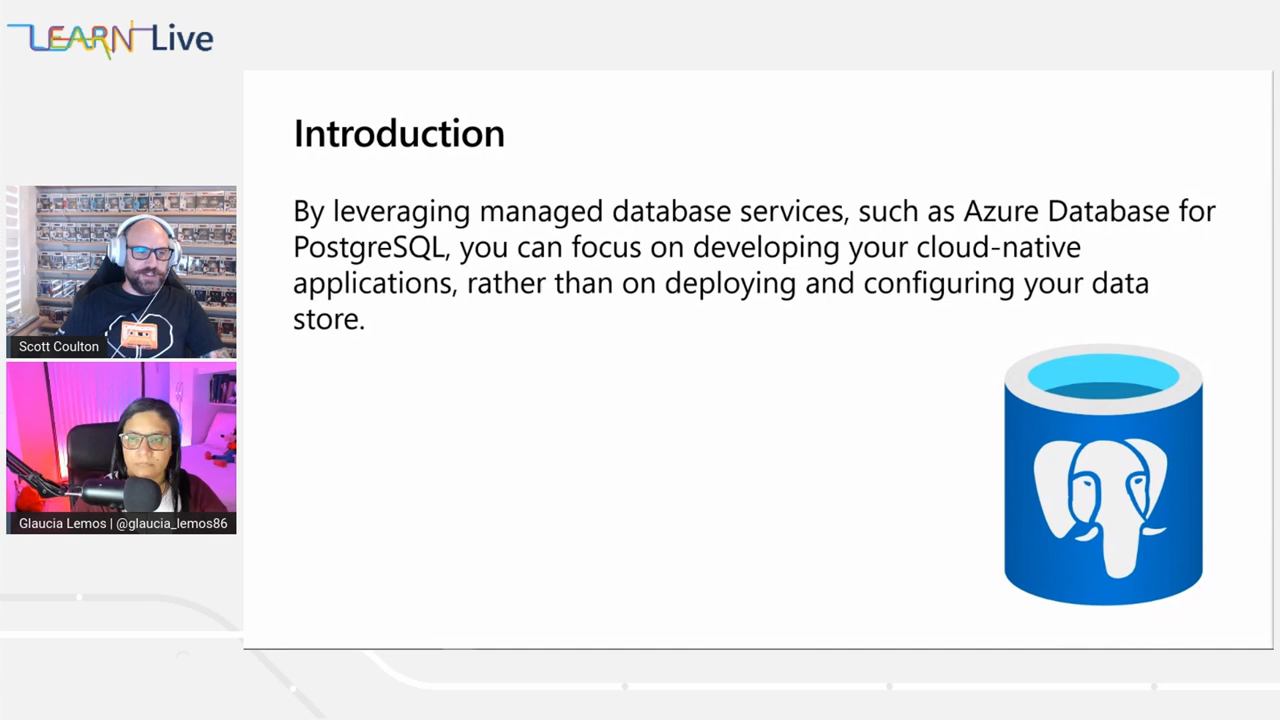 LEARN Live
Introduction
By leveraging managed database services, such as Azure Database for
PostgreSQL, you can focus on developing your cloud-native
applications, rather than on deploying and configuring your data
store.
Scott Coulton
Glaucia Lemos | @glaucia_lemos86